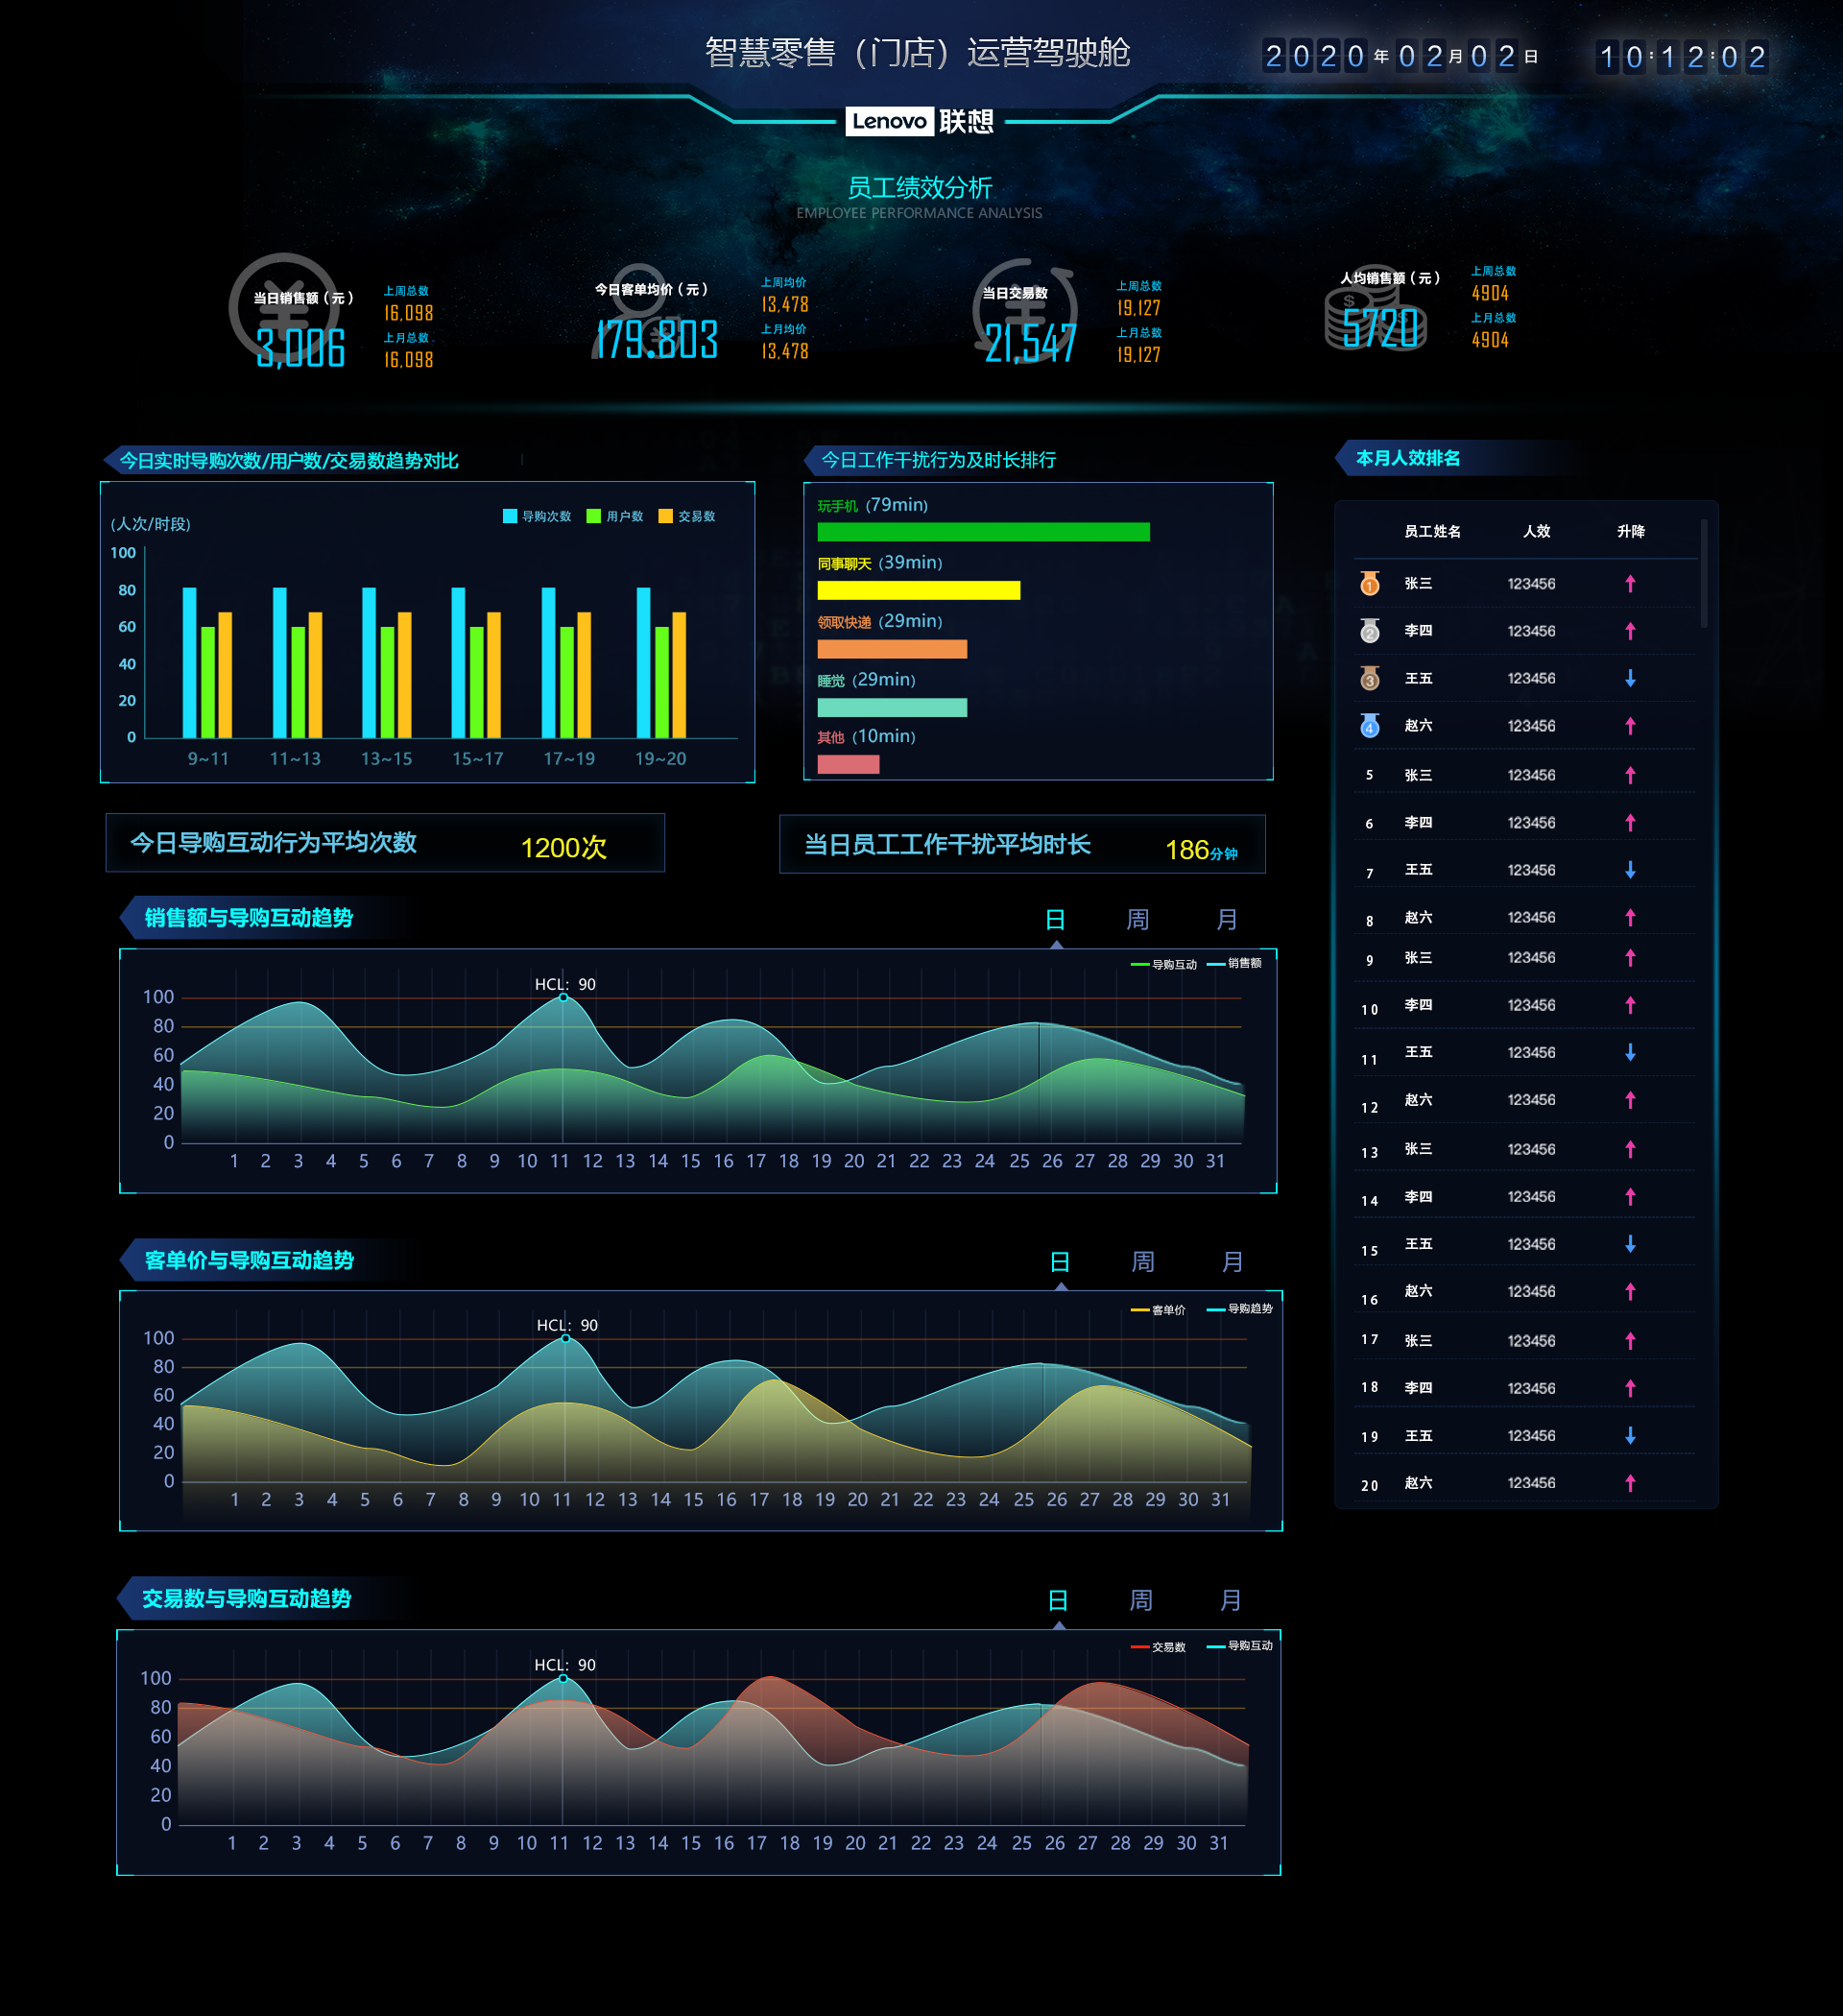 智慧零售（门店）运营驾驶舱
2020年02月02日
10:12:02
Lenovo 联想
员工绩效分析
EMPLOYEE PERFORMANCE ANALYSIS
当日销售额（元）
3,006
上周总数
16,098
上月总数
16,098
今日客单均价（元）
179.803
上周均价
13,478
上月均价
13,478
当日交易数
21,547
上周总数
19,127
上月总数
19,127
人均销售额（元）
5720
上周总数
4904
上月总数
4904
今日实时导购次数/用户数/交易数趋势对比
(人次/时段)
导购次数 用户数 交易数
100
80
60
40
20
0
9~11 11~13 13~15 15~17 17~19 19~20
今日工作干扰行为及时长排行
玩手机（79min）
同事聊天（39min）
领取快递（29min）
睡觉（29min）
其他（10min）
今日导购互动行为平均次数 1200次
当日员工工作干扰平均时长 186分钟
销售额与导购互动趋势
日 周 月
导购互动 销售额
HCL: 90
100
80
60
40
20
0
1 2 3 4 5 6 7 8 9 10 11 12 13 14 15 16 17 18 19 20 21 22 23 24 25 26 27 28 29 30 31
客单价与导购互动趋势
日 周 月
客单价 导购趋势
HCL: 90
100
80
60
40
20
0
1 2 3 4 5 6 7 8 9 10 11 12 13 14 15 16 17 18 19 20 21 22 23 24 25 26 27 28 29 30 31
交易数与导购互动趋势
日 周 月
交易数 导购互动
HCL: 90
100
80
60
40
20
0
1 2 3 4 5 6 7 8 9 10 11 12 13 14 15 16 17 18 19 20 21 22 23 24 25 26 27 28 29 30 31
本月人效排名
员工姓名 人效 升降
1 张三 123456
2 李四 123456
3 王五 123456
4 赵六 123456
5 张三 123456
6 李四 123456
7 王五 123456
8 赵六 123456
9 张三 123456
10 李四 123456
11 王五 123456
12 赵六 123456
13 张三 123456
14 李四 123456
15 王五 123456
16 赵六 123456
17 张三 123456
18 李四 123456
19 王五 123456
20 赵六 123456